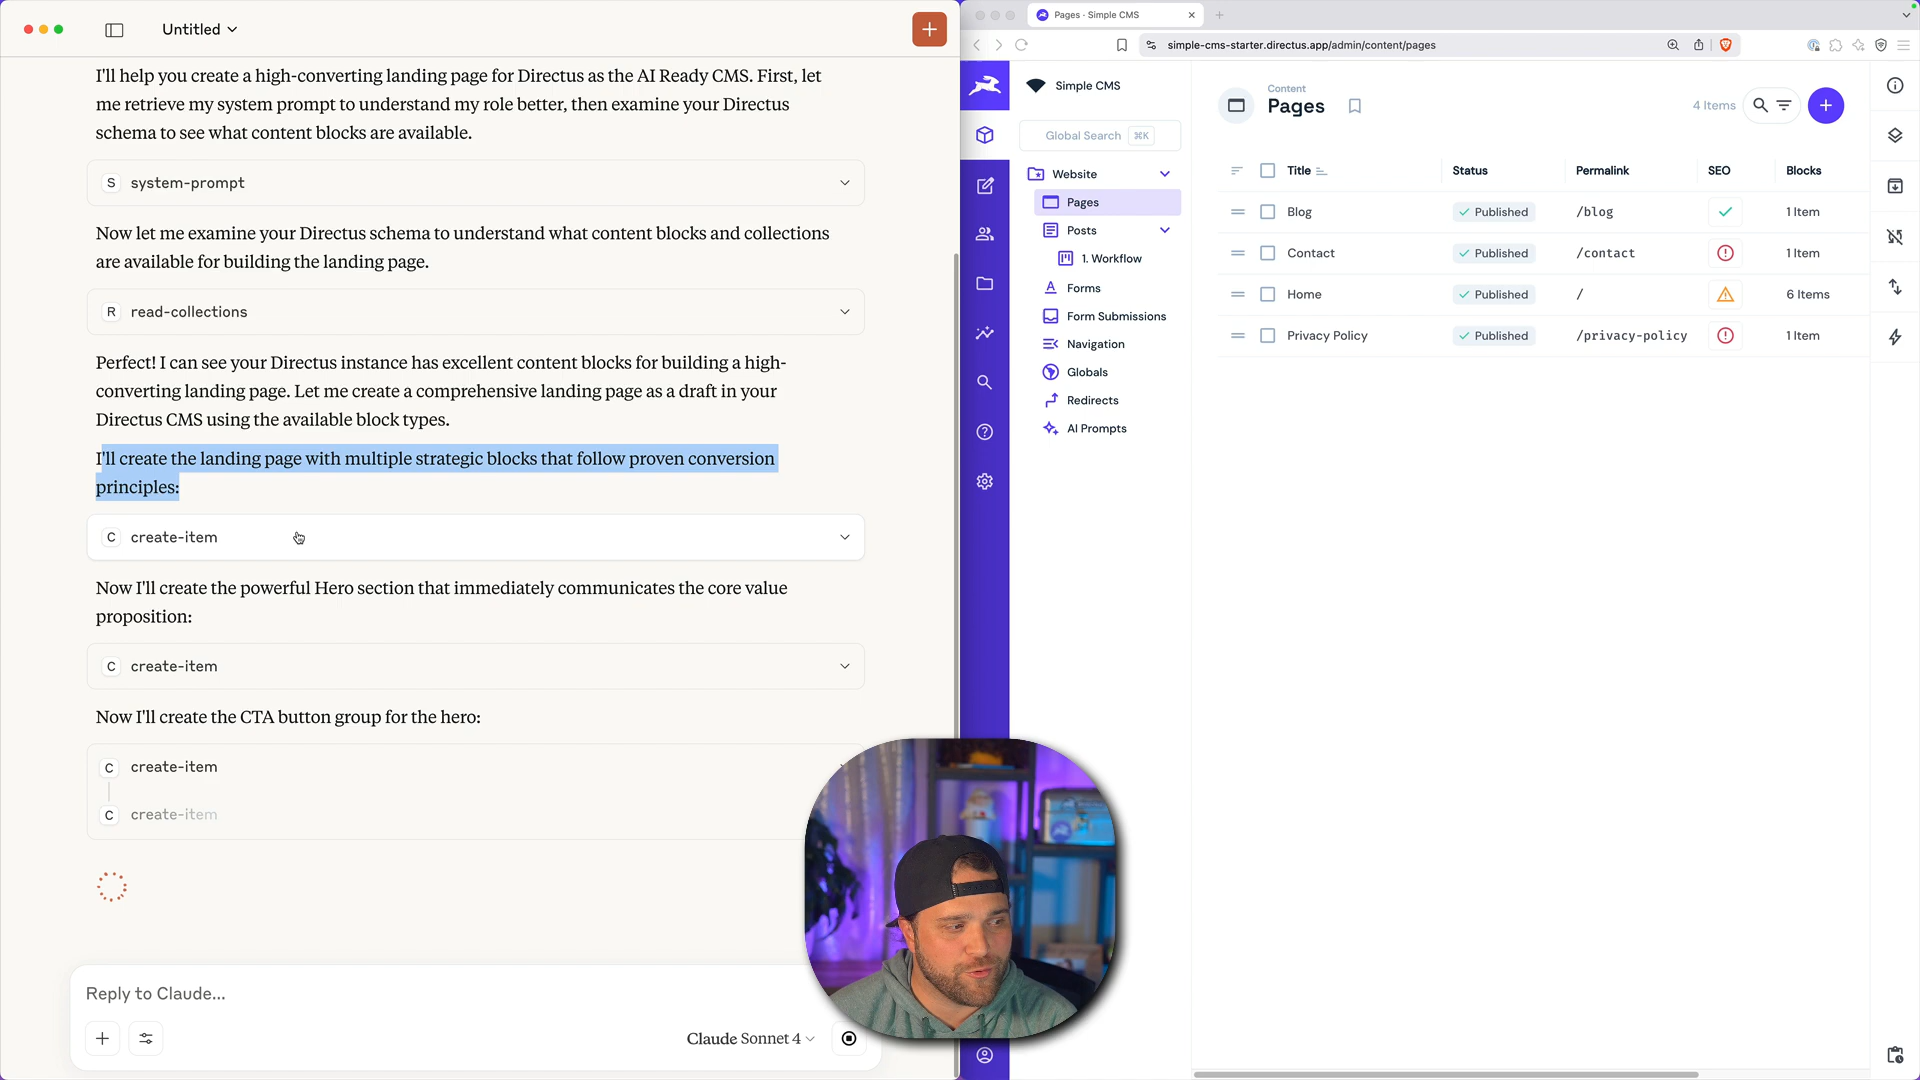 Untitled
I'll help you create a high-converting landing page for Directus as the AI Ready CMS. First, let
me retrieve my system prompt to understand my role better, then examine your Directus
schema to see what content blocks are available.
S system-prompt
Now let me examine your Directus schema to understand what content blocks and collections
are available for building the landing page.
R read-collections
Perfect! I can see your Directus instance has excellent content blocks for building a high-
converting landing page. Let me create a comprehensive landing page as a draft in your
Directus CMS using the available block types.
I'll create the landing page with multiple strategic blocks that follow proven conversion
principles:
C create-item
Now I'll create the powerful Hero section that immediately communicates the core value
proposition:
C create-item
Now I'll create the CTA button group for the hero:
C create-item
C create-item
Reply to Claude...
Claude Sonnet 4
Pages - Simple CMS
simple-cms-starter.directus.app/admin/content/pages
Simple CMS
Global Search ⌘K
Website
Pages
Posts
1. Workflow
Forms
Form Submissions
Navigation
Globals
Redirects
AI Prompts
Content
Pages
4 Items
Title Status Permalink SEO Blocks
Blog Published /blog 1 Item
Contact Published /contact 1 Item
Home Published / 6 Items
Privacy Policy Published /privacy-policy 1 Item